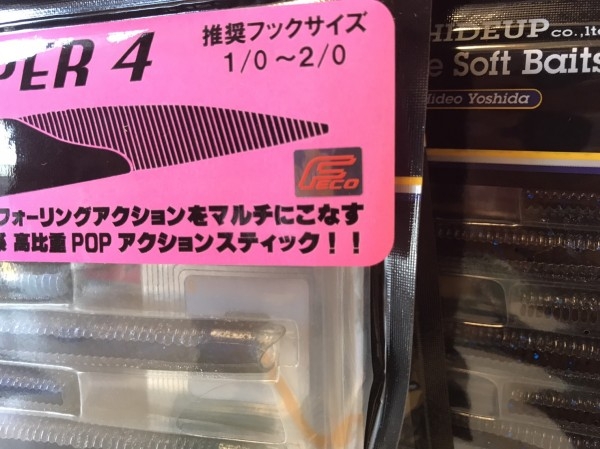 PER 4
推奨フックサイズ
1/0～2/0
FECO
フォーリングアクションをマルチにこなす
高比重 POP アクションスティック！！
HIDEUP CO.,ltd
e Soft Baits
Hideo Yoshida